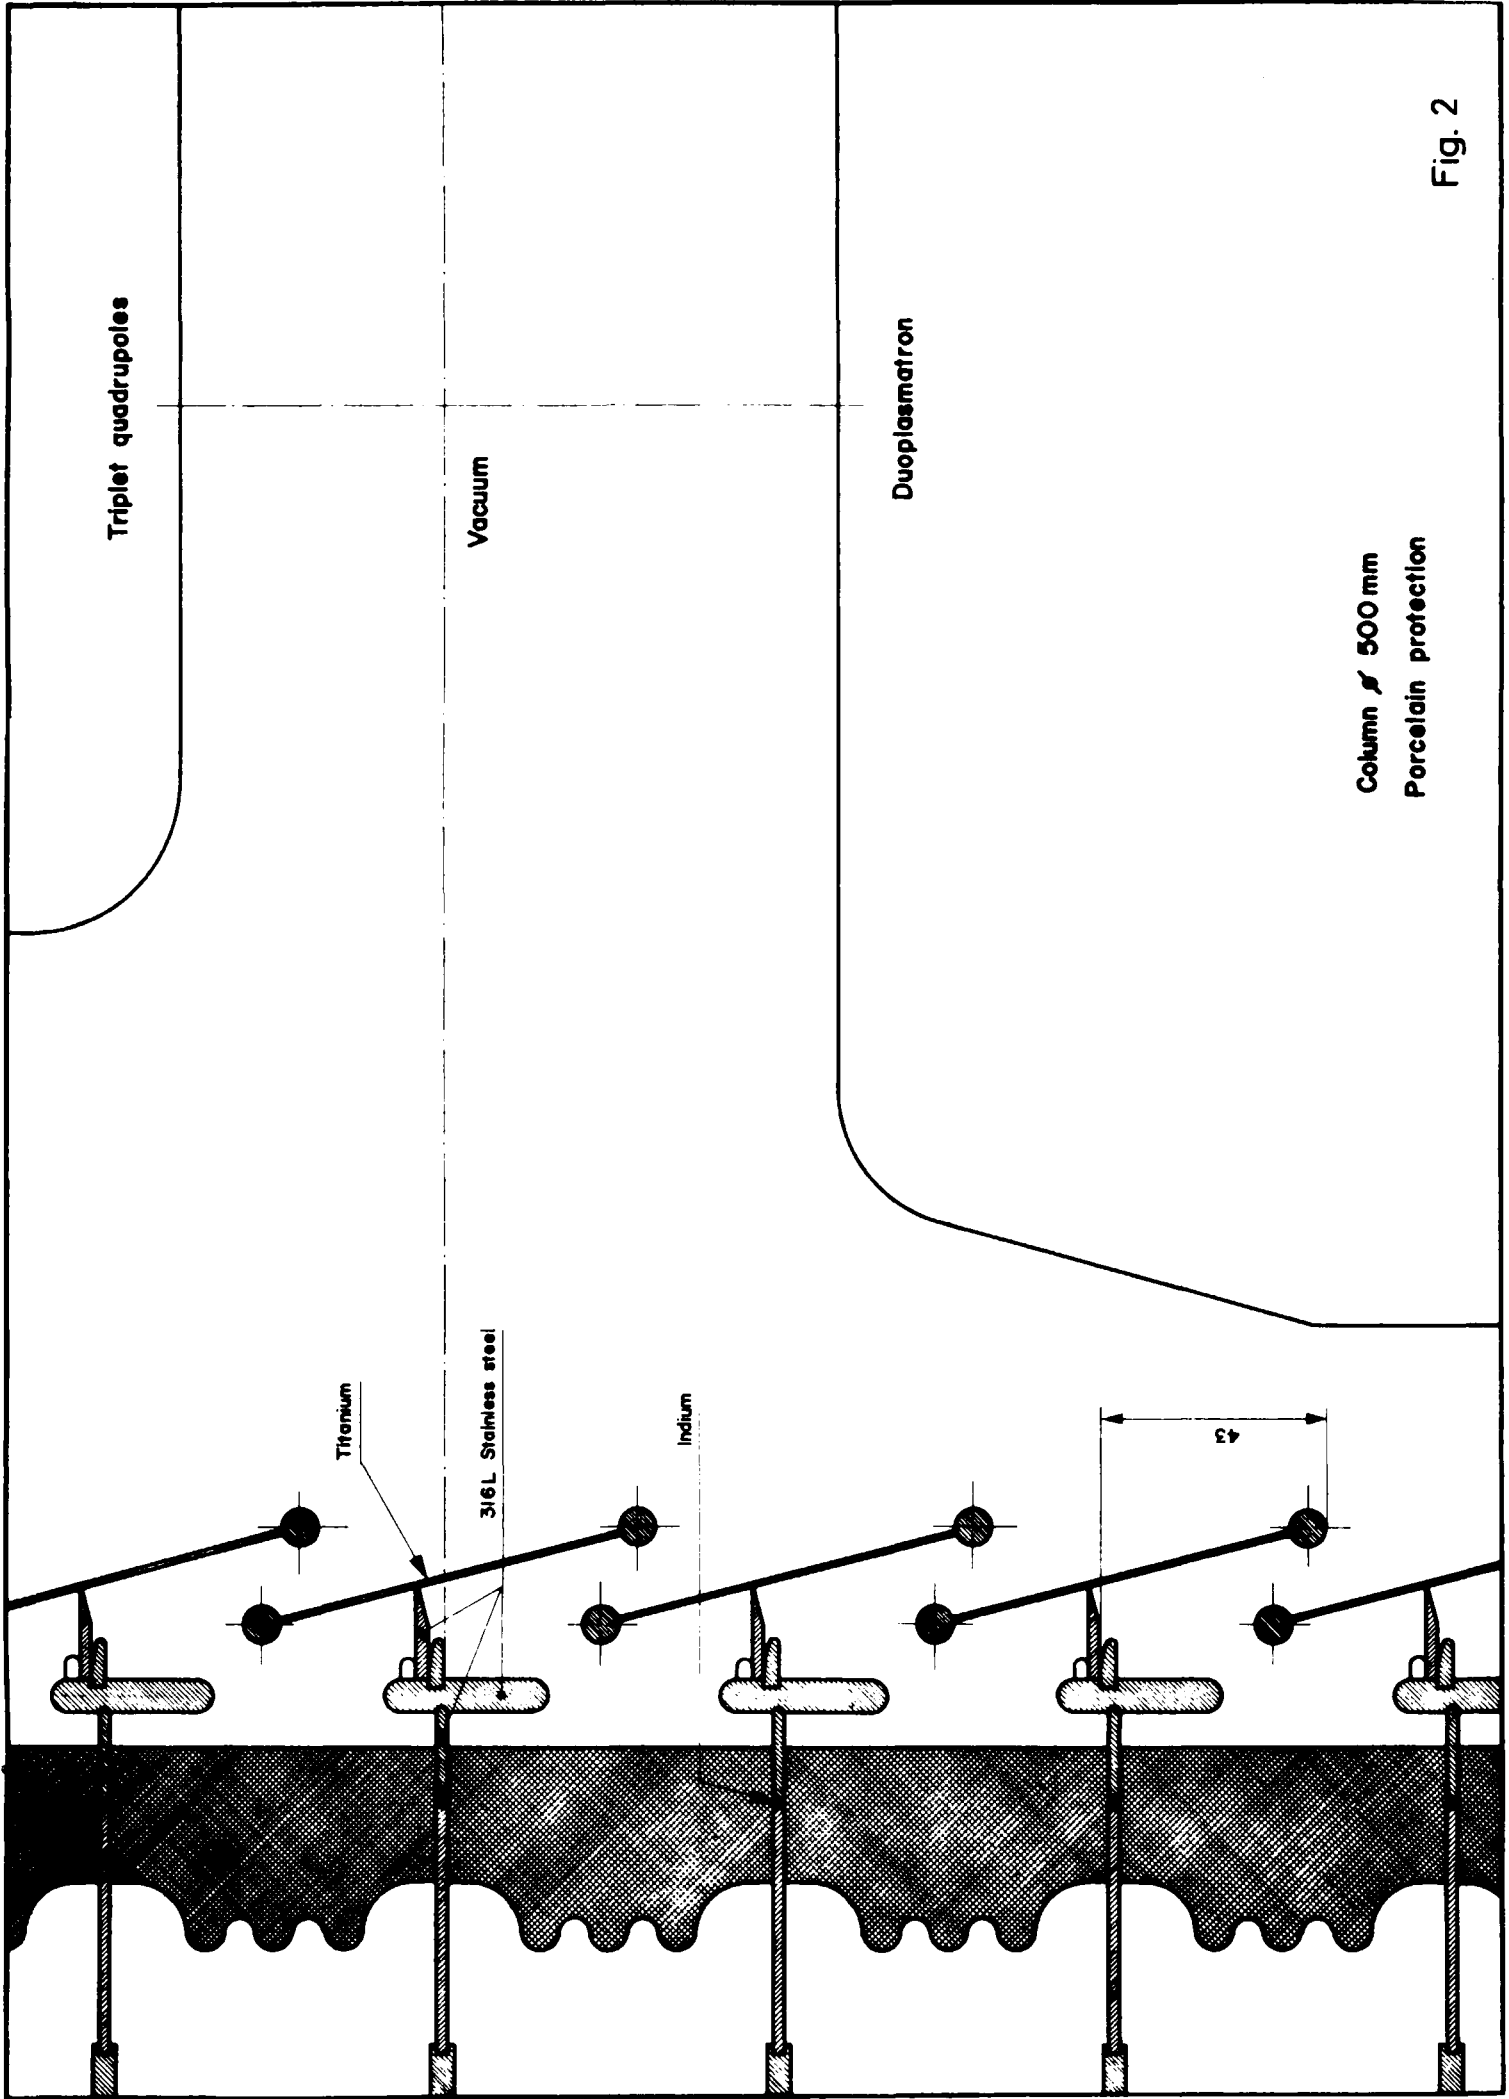 Triplet quadrupoles
Vacuum
Duoplasmatron
Titanium
316L Stainless steel
Indium
43
Column ø 500 mm
Porcelain protection
Fig. 2